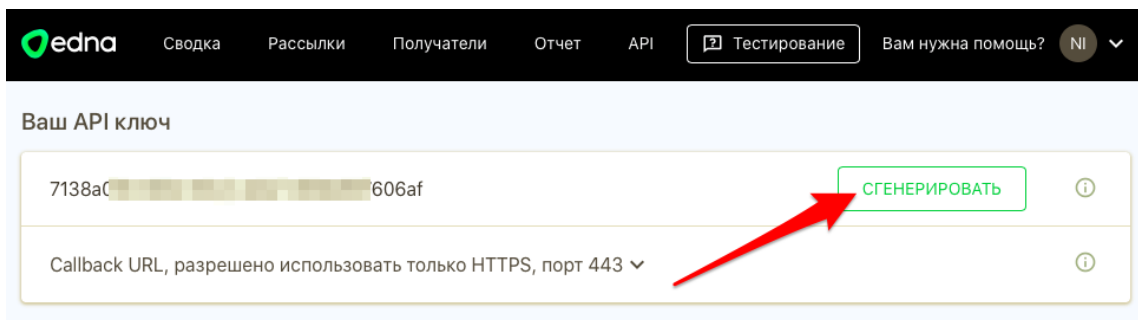 edna Сводка Рассылки Получатели Отчет API Тестирование Вам нужна помощь? NI
Ваш API ключ
7138a 606af СГЕНЕРИРОВАТЬ
Callback URL, разрешено использовать только HTTPS, порт 443